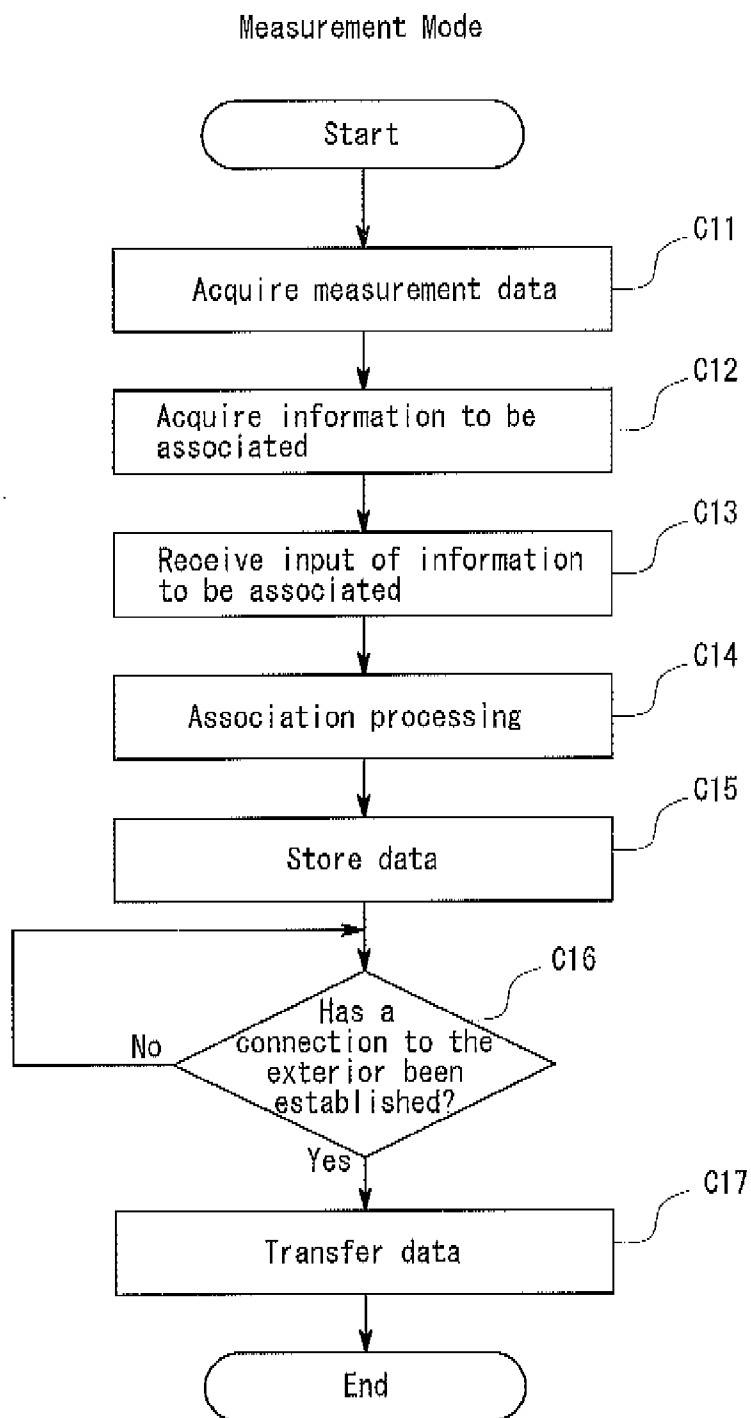 Measurement Mode
Start
C11
Acquire measurement data
C12
Acquire information to be
associated
C13
Receive input of information
to be associated
C14
Association processing
C15
Store data
C16
Has a
connection to the
exterior been
established?
No
Yes
C17
Transfer data
End